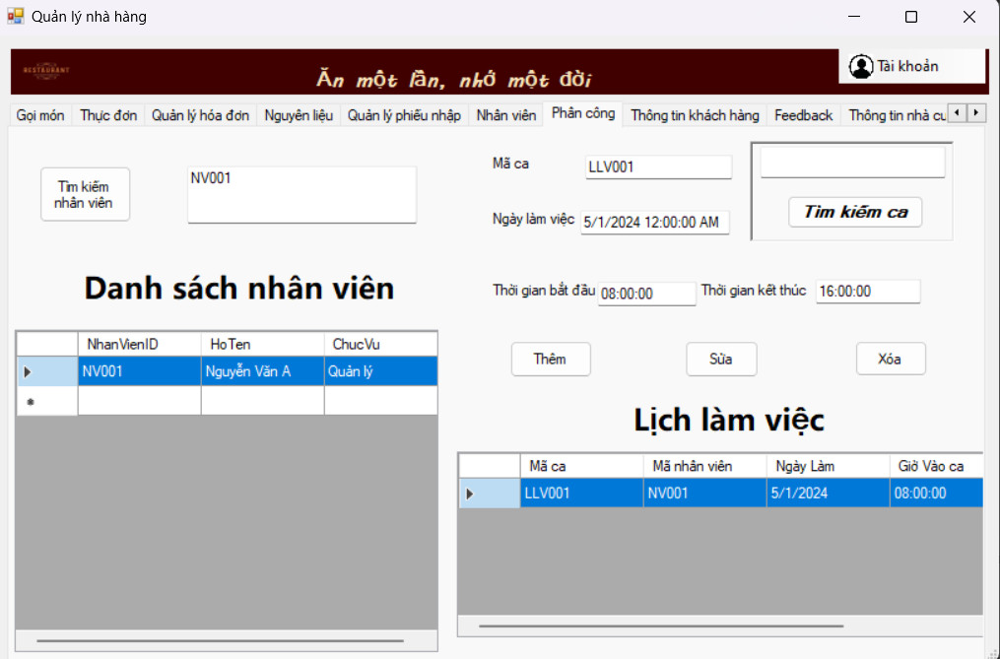 Quản lý nhà hàng
RESTAURANT
Ăn một lần, nhớ một đời
Tài khoản
Gọi món Thực đơn Quản lý hóa đơn Nguyên liệu Quản lý phiếu nhập Nhân viên Phân công Thông tin khách hàng Feedback Thông tin nhà cu
Tìm kiếm
nhân viên
NV001
Mã ca LLV001
Ngày làm việc 5/1/2024 12:00:00 AM
Tìm kiếm ca
Danh sách nhân viên
Thời gian bắt đầu 08:00:00 Thời gian kết thúc 16:00:00
Thêm Sửa Xóa
NhanVienID HoTen ChucVu
NV001 Nguyễn Văn A Quản lý
Lịch làm việc
Mã ca Mã nhân viên Ngày Làm Giờ Vào ca
LLV001 NV001 5/1/2024 08:00:00